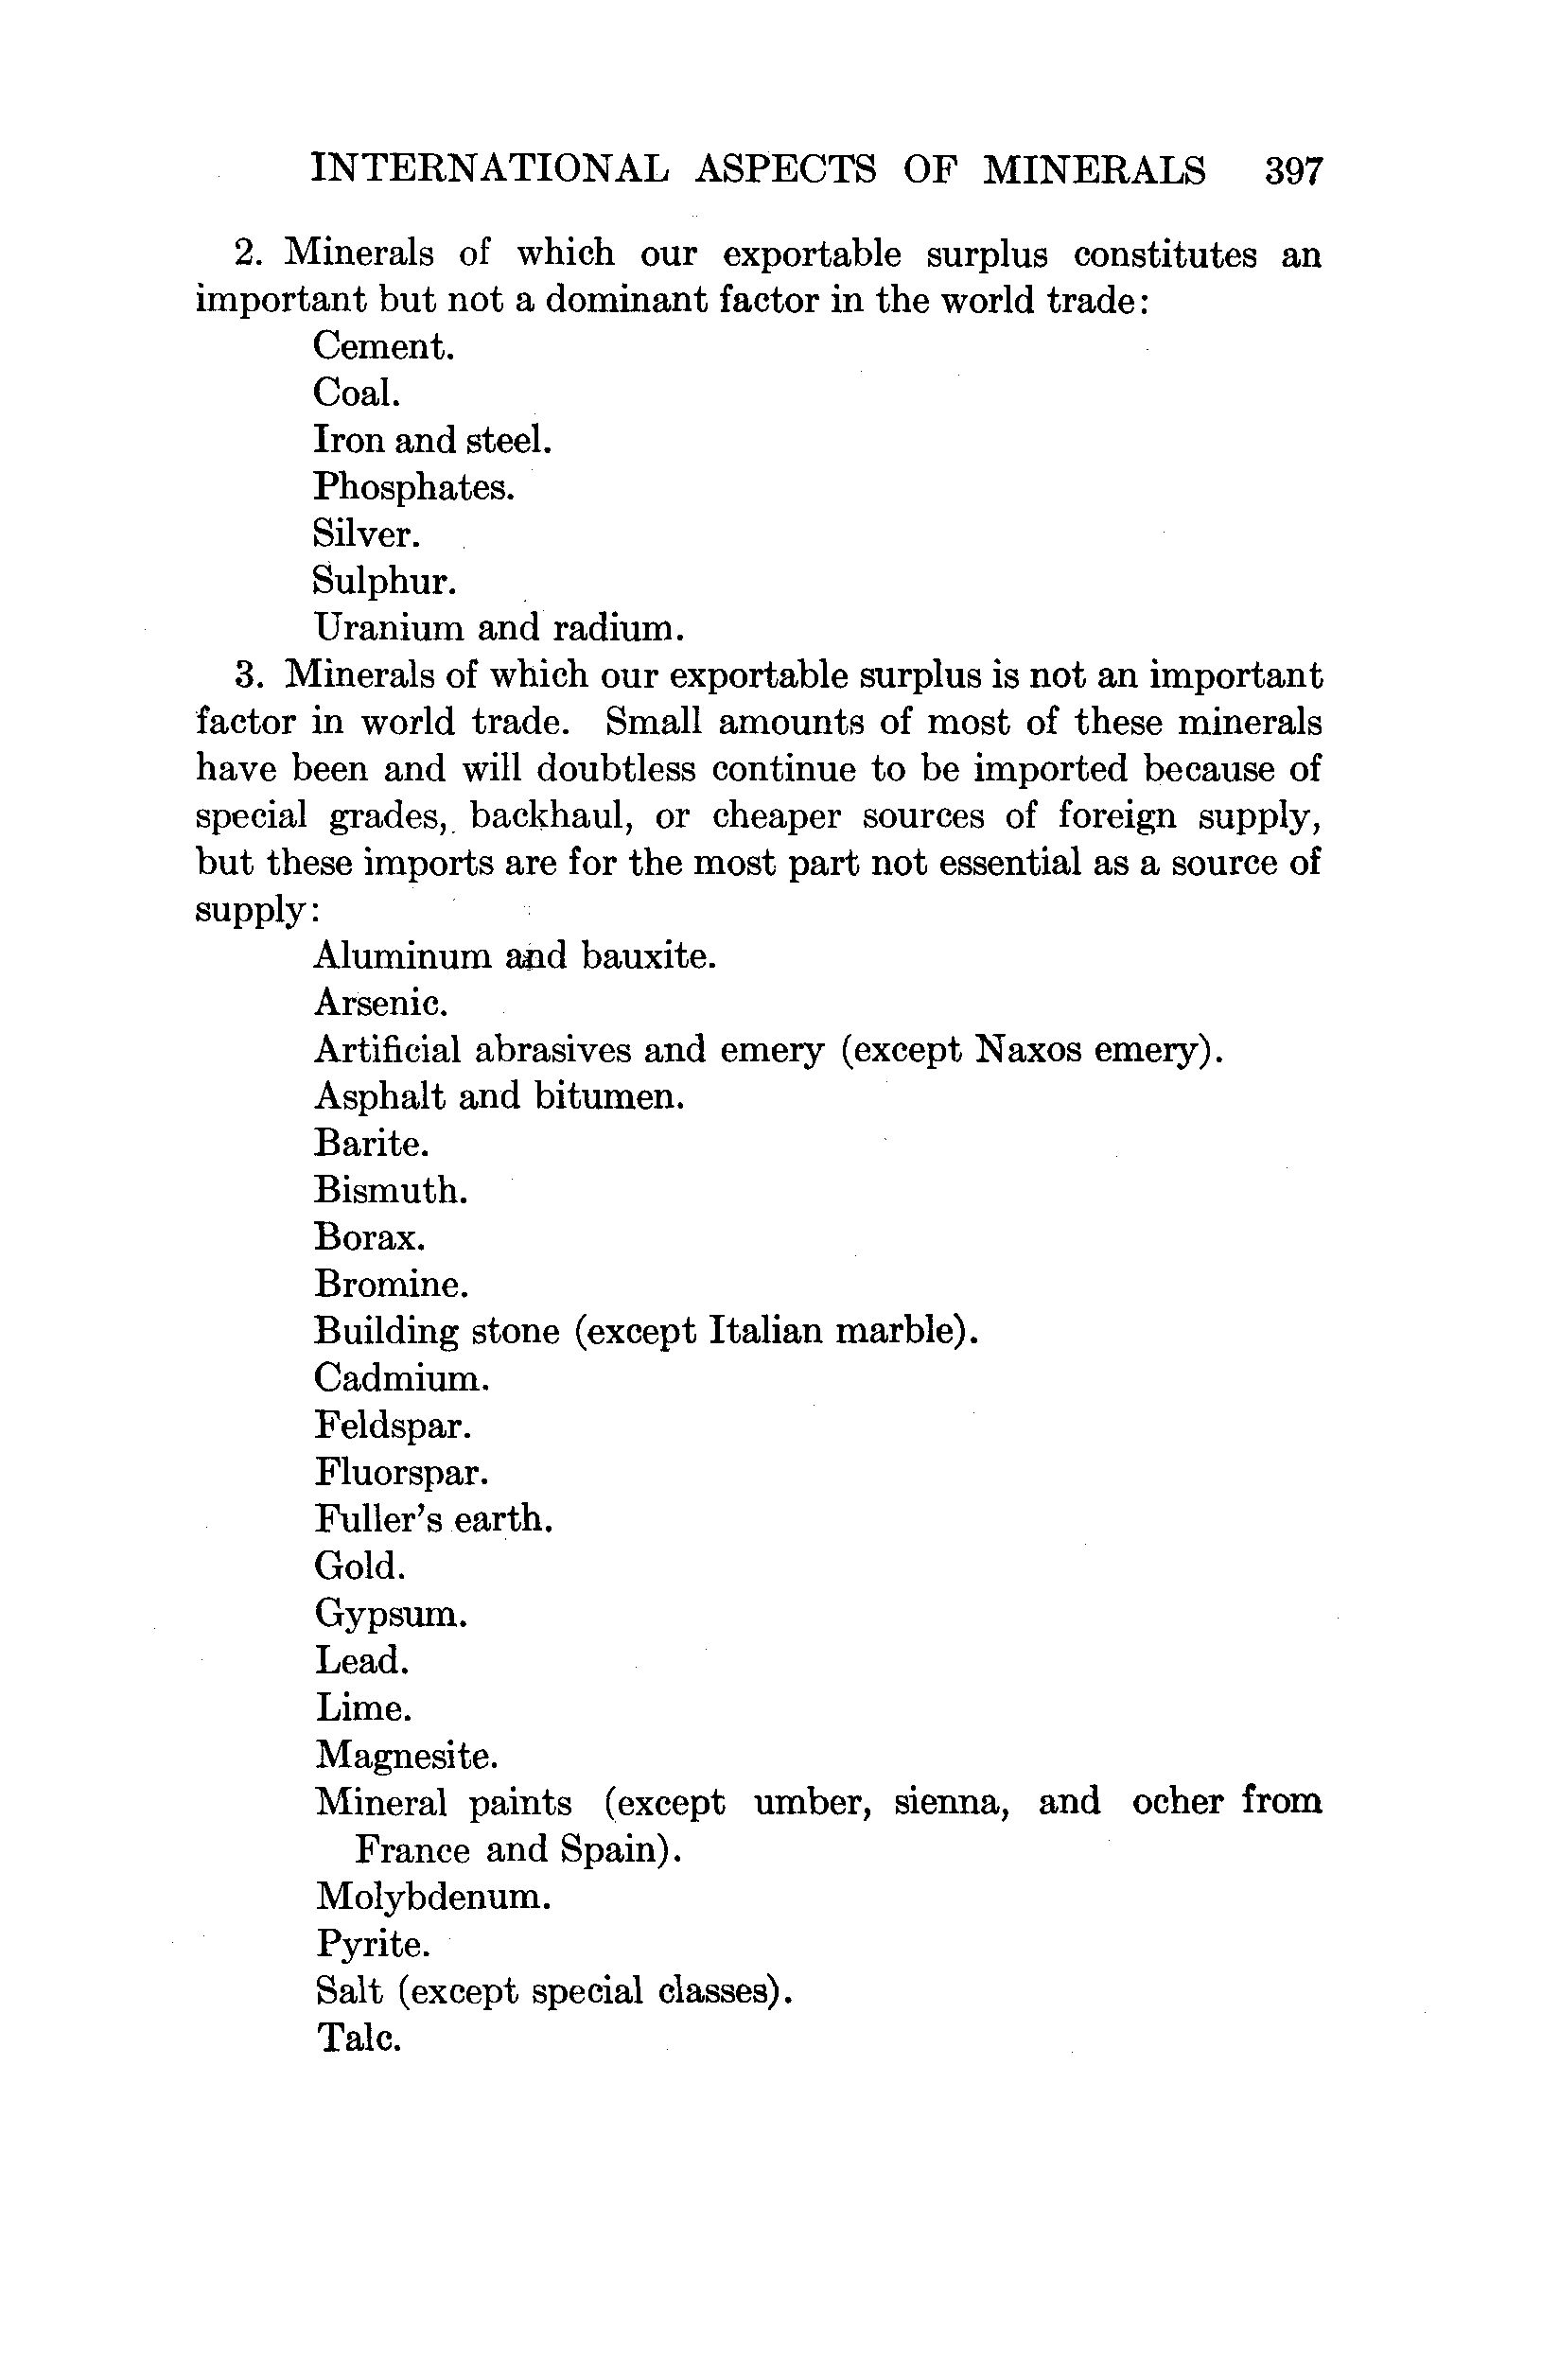 INTERNATIONAL ASPECTS OF MINERALS 397
2. Minerals of which our exportable surplus constitutes an
important but not a dominant factor in the world trade:
Cement.
Coal.
Iron and steel.
Phosphates.
Silver.
Sulphur.
Uranium and radium.
3. Minerals of which our exportable surplus is not an important
factor in world trade. Small amounts of most of these minerals
have been and will doubtless continue to be imported because of
special grades, backhaul, or cheaper sources of foreign supply,
but these imports are for the most part not essential as a source of
supply:
Aluminum and bauxite.
Arsenic.
Artificial abrasives and emery (except Naxos emery).
Asphalt and bitumen.
Barite.
Bismuth.
Borax.
Bromine.
Building stone (except Italian marble).
Cadmium.
Feldspar.
Fluorspar.
Fuller's earth.
Gold.
Gypsum.
Lead.
Lime.
Magnesite.
Mineral paints (except umber, sienna, and ocher from
France and Spain).
Molybdenum.
Pyrite.
Salt (except special classes).
Talc.